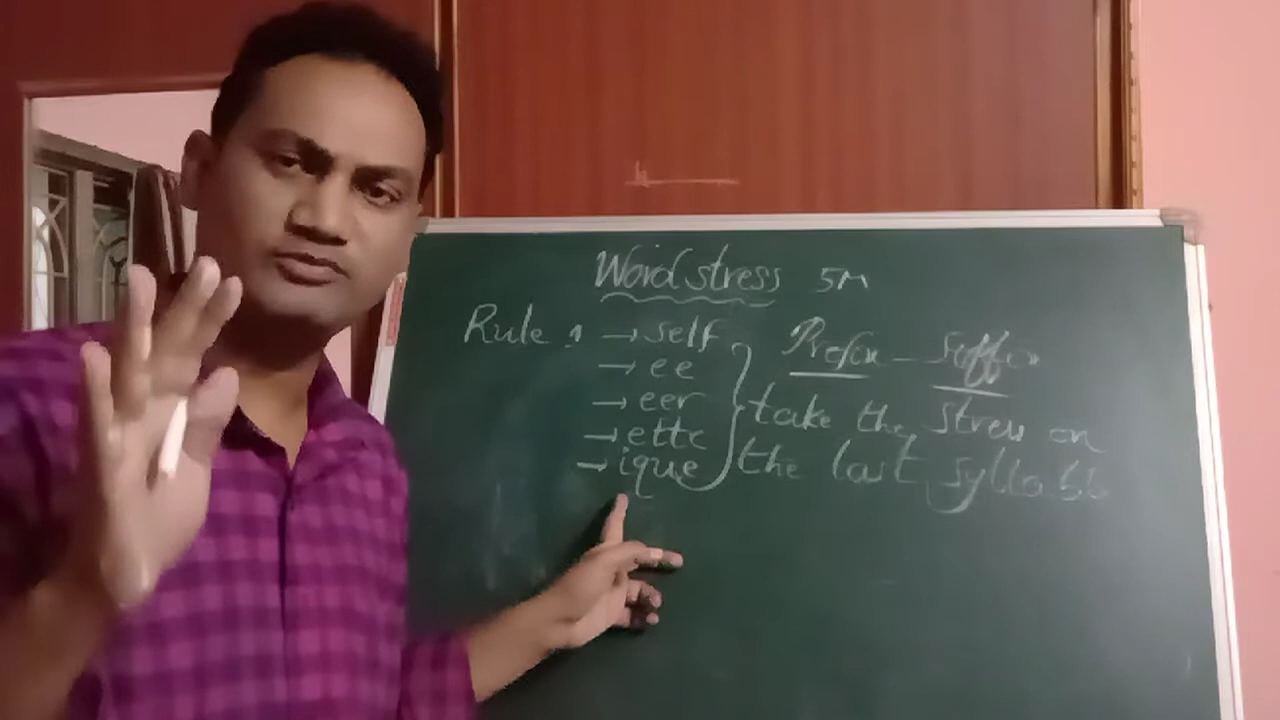 Word stress 5M
Rule 1 → self Prefix - Suffix
→ ee
→ eer take the stress on
→ ette
→ ique the last syllable